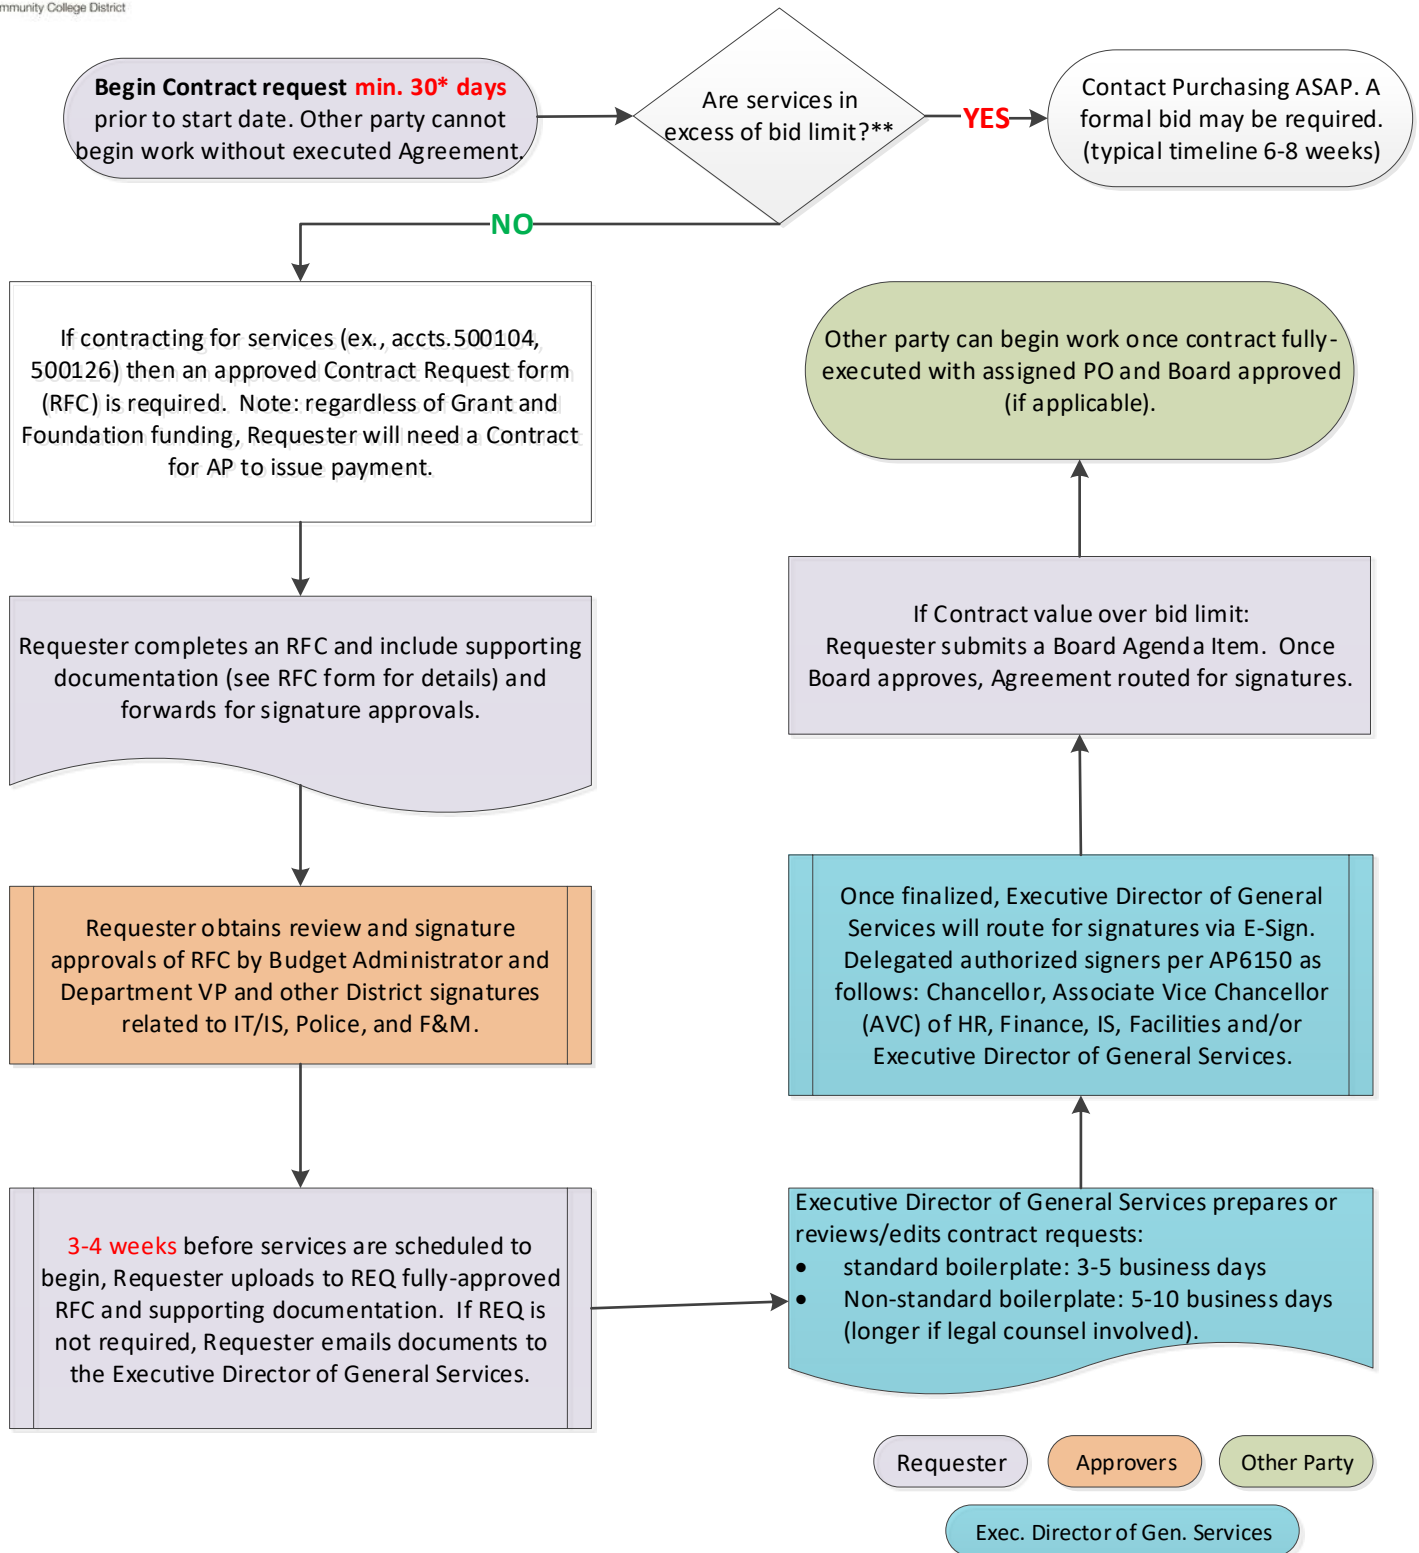 Community College District
Begin Contract request min. 30* days
prior to start date. Other party cannot
begin work without executed Agreement.
Are services in
excess of bid limit?**
YES
Contact Purchasing ASAP. A
formal bid may be required.
(typical timeline 6-8 weeks)
NO
If contracting for services (ex., accts.500104,
500126) then an approved Contract Request form
(RFC) is required. Note: regardless of Grant and
Foundation funding, Requester will need a Contract
for AP to issue payment.
Requester completes an RFC and include supporting
documentation (see RFC form for details) and
forwards for signature approvals.
Requester obtains review and signature
approvals of RFC by Budget Administrator and
Department VP and other District signatures
related to IT/IS, Police, and F&M.
3-4 weeks before services are scheduled to
begin, Requester uploads to REQ fully-approved
RFC and supporting documentation. If REQ is
not required, Requester emails documents to
the Executive Director of General Services.
Executive Director of General Services prepares or
reviews/edits contract requests:
• standard boilerplate: 3-5 business days
• Non-standard boilerplate: 5-10 business days
(longer if legal counsel involved).
Once finalized, Executive Director of General
Services will route for signatures via E-Sign.
Delegated authorized signers per AP6150 as
follows: Chancellor, Associate Vice Chancellor
(AVC) of HR, Finance, IS, Facilities and/or
Executive Director of General Services.
If Contract value over bid limit:
Requester submits a Board Agenda Item. Once
Board approves, Agreement routed for signatures.
Other party can begin work once contract fully-
executed with assigned PO and Board approved
(if applicable).
Requester
Approvers
Other Party
Exec. Director of Gen. Services